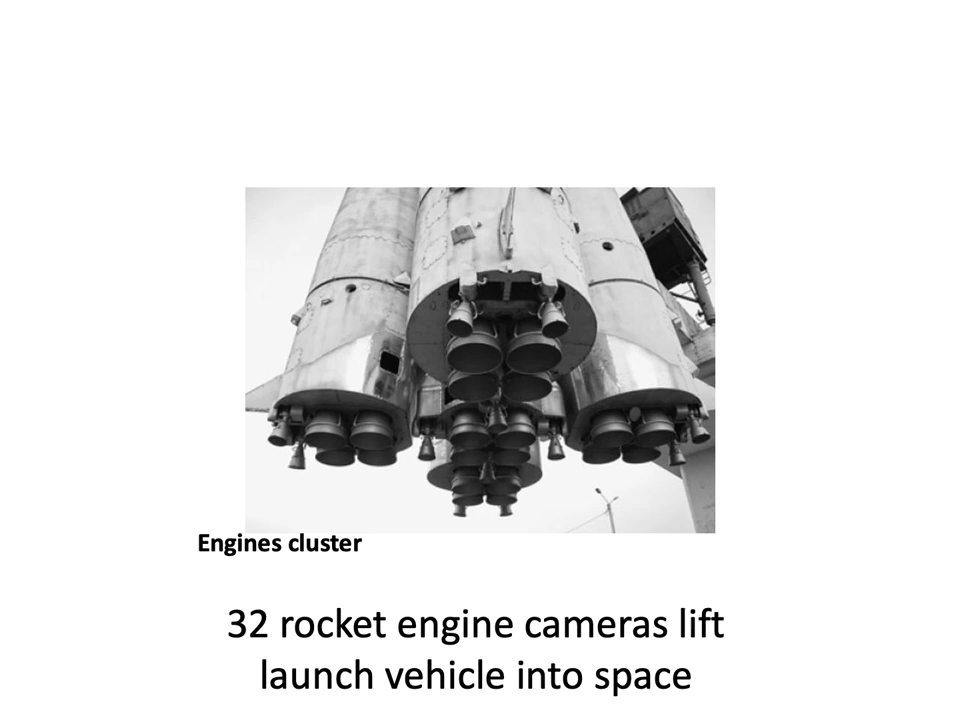 Engines cluster
32 rocket engine cameras lift
launch vehicle into space